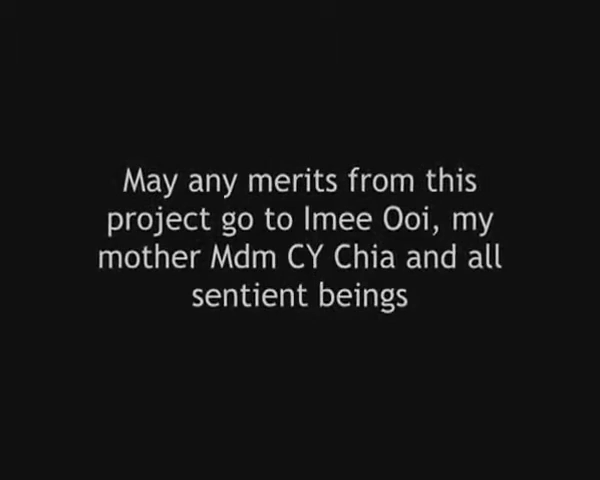 May any merits from this
project go to Imee Ooi, my
mother Mdm CY Chia and all
sentient beings